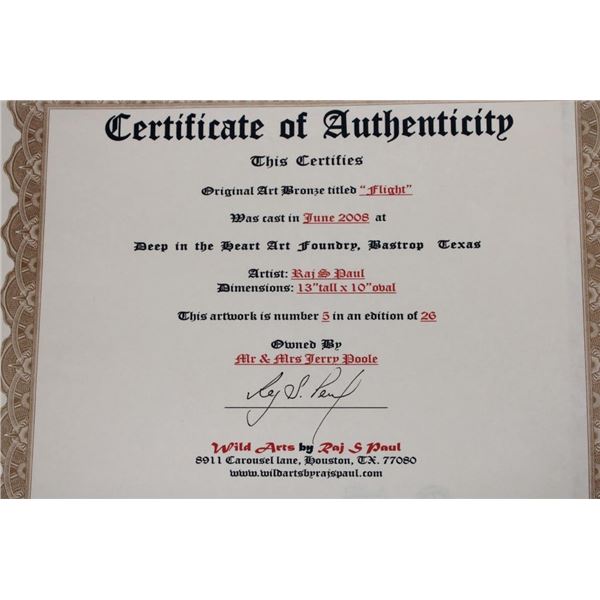 Certificate of Authenticity
This Certifies
Original Art Bronze titled "Flight"
Was cast in June 2008 at
Deep in the Heart Art Foundry, Bastrop Texas
Artist: Raj S Paul
Dimensions: 13"tall x 10"oval
This artwork is number 5 in an edition of 26
Owned By
Mr & Mrs Jerry Poole
Raj S. Paul
Wild Arts by Raj S Paul
8911 Carousel lane, Houston, TX. 77080
www.wildartsbyrajspaul.com